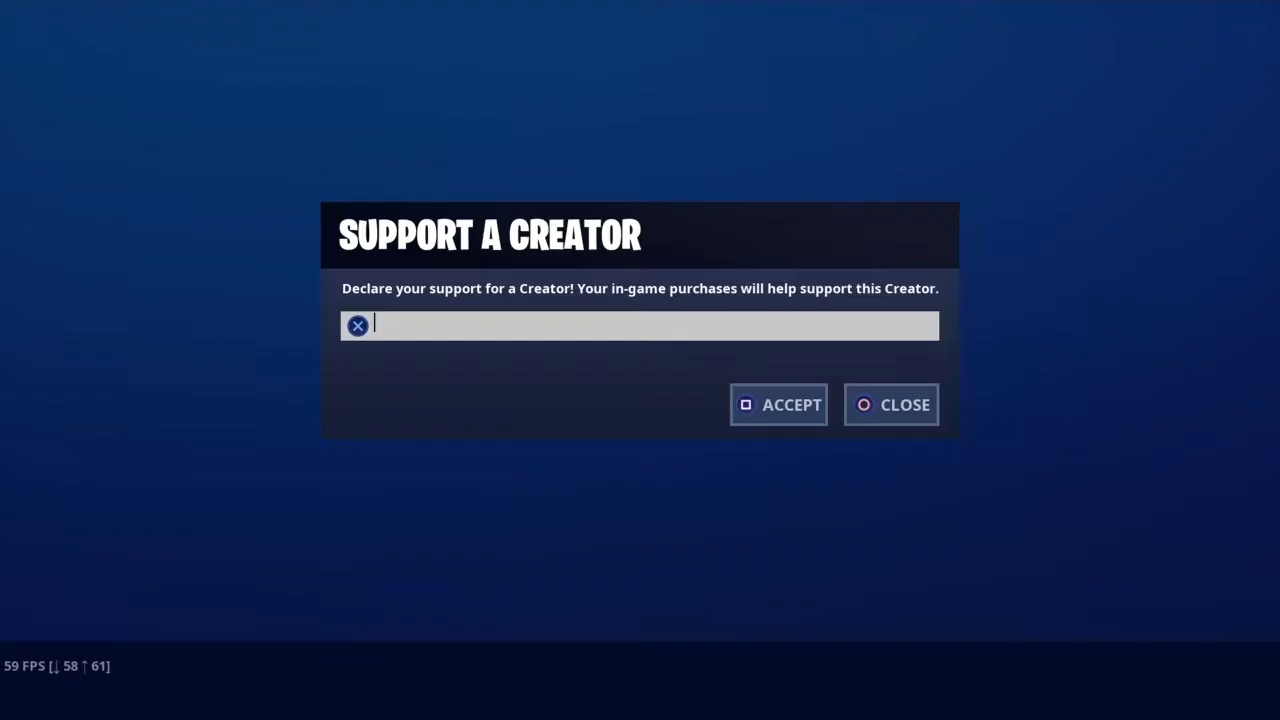 SUPPORT A CREATOR
Declare your support for a Creator! Your in-game purchases will help support this Creator.
ACCEPT
CLOSE
59 FPS [↓ 58 ↑ 61]